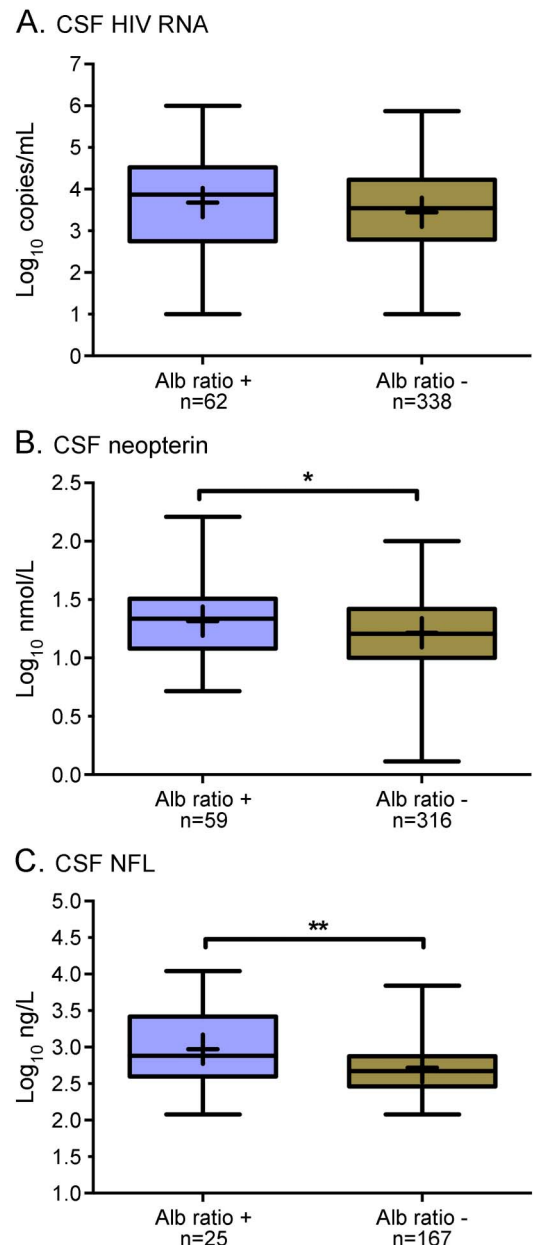 A. CSF HIV RNA
Log10 copies/mL
7
6
5
4
3
2
1
0
Alb ratio +
n=62
Alb ratio -
n=338
B. CSF neopterin
Log10 nmol/L
2.5
2.0
1.5
1.0
0.5
0.0
*
Alb ratio +
n=59
Alb ratio -
n=316
C. CSF NFL
Log10 ng/L
5.0
4.5
4.0
3.5
3.0
2.5
2.0
1.5
1.0
**
Alb ratio +
n=25
Alb ratio -
n=167